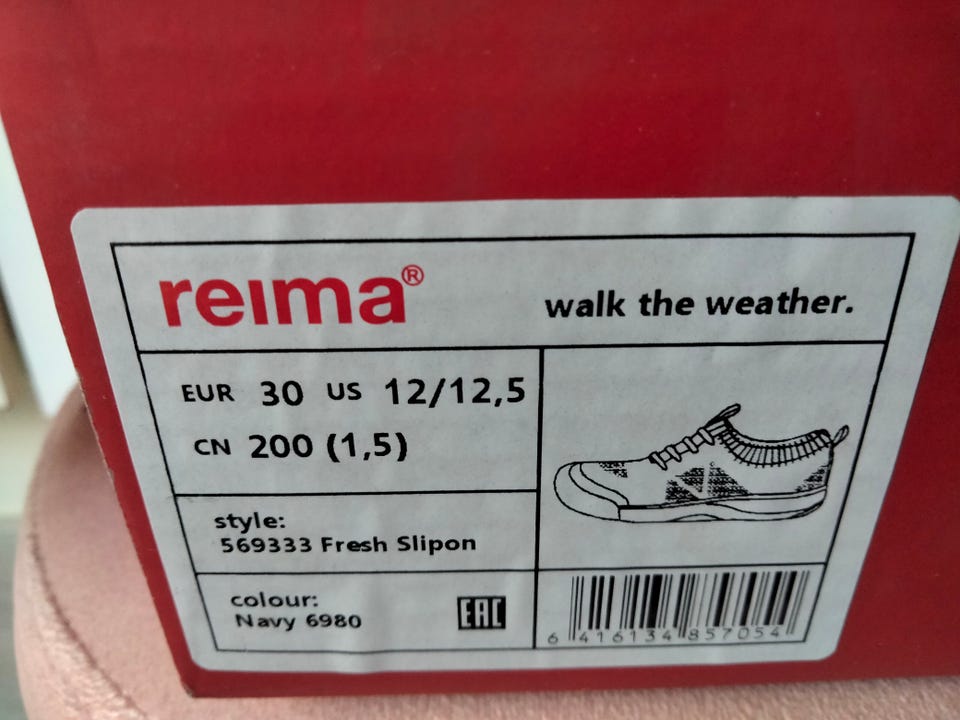 reima®
walk the weather.
EUR 30 US 12/12,5
CN 200 (1,5)
style:
569333 Fresh Slipon
colour:
Navy 6980
EAC
6 416134 857054